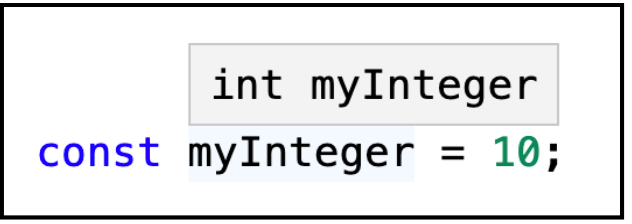 int myInteger
const myInteger = 10;